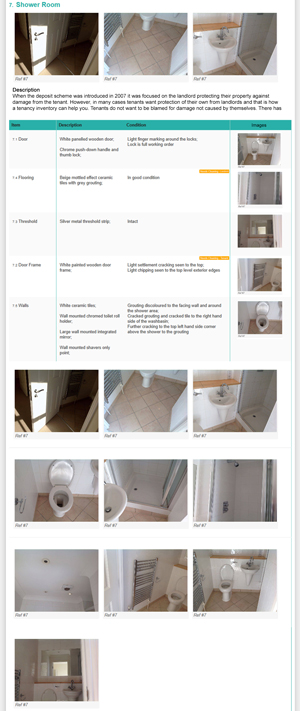 7. Shower Room
Ref #7
Ref #7
Ref #7
Description
When the deposit scheme was introduced in 2007 it was focused on the landlord protecting their property against
damage from the tenant. However, in many cases tenants want protection of their own from landlords and that is how
a tenancy inventory can help you. Tenants do not want to be blamed for damage not caused by themselves. There has
Item Description Condition Images
7.1 Door White panelled wooden door, Light finger marking around the locks,
Lock is full working order
Chrome push down handle and
thumb lock;
7.4 Flooring Beige mottled effect ceramic In good condition
tiles with grey grouting;
7.3 Threshold Silver metal threshold strip; Intact
7.2 Door Frame White painted wooden door Light settlement cracking seen to the top,
frame; Light chipping seen to the top level exterior edges
7.5 Walls White ceramic tiles, Grouting discoloured to the facing wall and around
the shower area;
Wall mounted chromed toilet roll Cracked grouting and cracked tile to the right hand
holder; side of the washbasin;
Further cracking to the top left hand side corner
Large wall mounted integrated above the shower to the grouting
mirror;
Wall mounted shavers only
point;
Ref #7
Ref #7
Ref #7
Ref #7
Ref #7
Ref #7
Ref #7
Ref #7
Ref #7
Ref #7